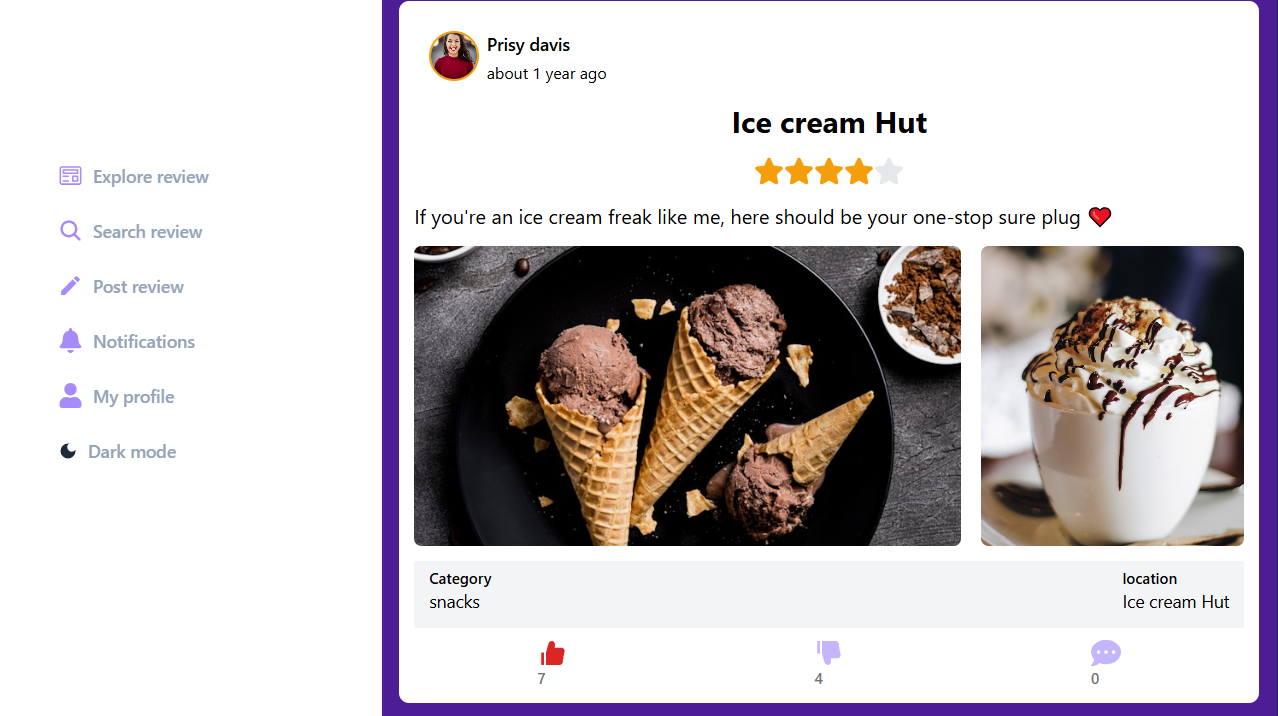 Explore review
Search review
Post review
Notifications
My profile
Dark mode
Prisy davis
about 1 year ago
Ice cream Hut
If you're an ice cream freak like me, here should be your one-stop sure plug ❤️
Category
snacks
location
Ice cream Hut
7
4
0